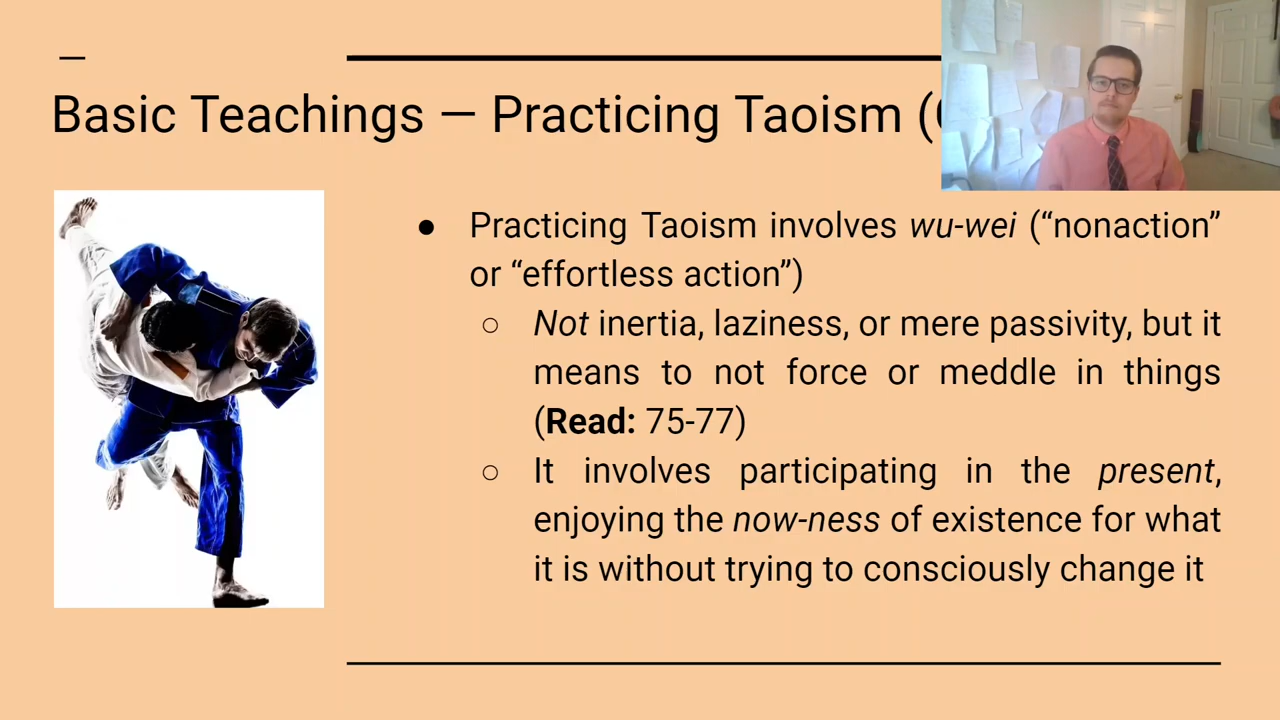 Basic Teachings — Practicing Taoism (
● Practicing Taoism involves wu-wei (“nonaction”
or “effortless action”)
○ Not inertia, laziness, or mere passivity, but it
means to not force or meddle in things
(Read: 75-77)
○ It involves participating in the present,
enjoying the now-ness of existence for what
it is without trying to consciously change it